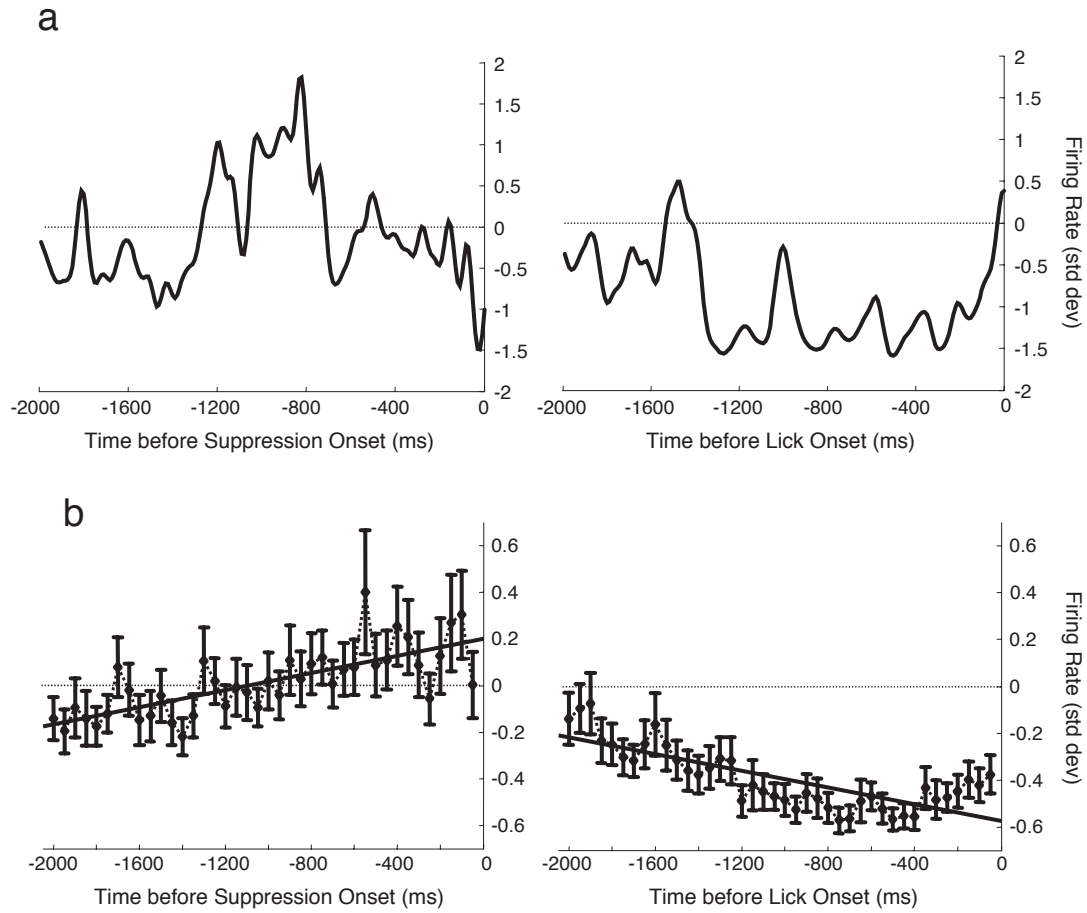 a
2
1.5
1
0.5
0
-0.5
-1
-1.5
-2
-2000 -1600 -1200 -800 -400 0
Time before Suppression Onset (ms)
2
1.5
1
0.5
0
-0.5
-1
-1.5
-2
Firing Rate (std dev)
-2000 -1600 -1200 -800 -400 0
Time before Lick Onset (ms)
b
0.6
0.4
0.2
0
-0.2
-0.4
-0.6
-2000 -1600 -1200 -800 -400 0
Time before Suppression Onset (ms)
0.6
0.4
0.2
0
-0.2
-0.4
-0.6
Firing Rate (std dev)
-2000 -1600 -1200 -800 -400 0
Time before Lick Onset (ms)